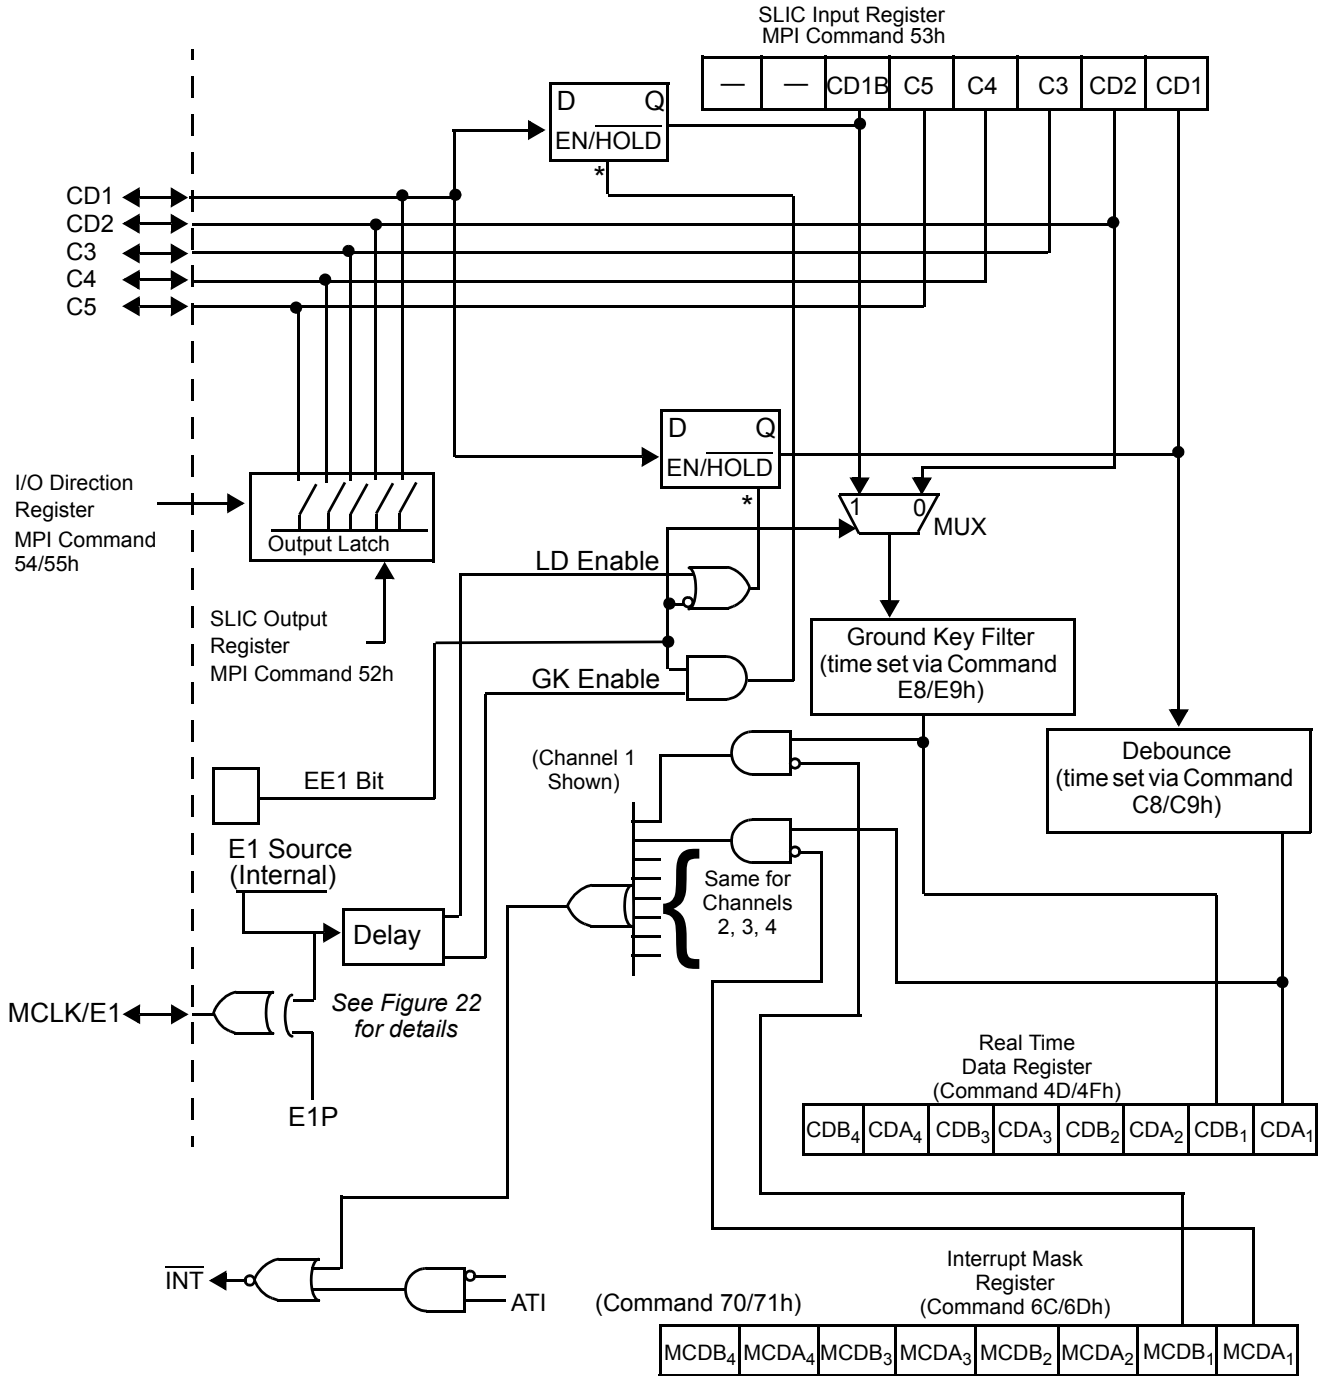 SLIC Input Register
MPI Command 53h
— — CD1B C5 C4 C3 CD2 CD1
D Q
EN/HOLD
*
CD1
CD2
C3
C4
C5
D Q
EN/HOLD
*
I/O Direction
Register
MPI Command
54/55h
Output Latch
1 0
MUX
LD Enable
SLIC Output
Register
MPI Command 52h
GK Enable
Ground Key Filter
(time set via Command
E8/E9h)
(Channel 1
Shown)
Debounce
(time set via Command
C8/C9h)
EE1 Bit
E1 Source
(Internal)
Same for
Channels
2, 3, 4
{
Delay
See Figure 22
for details
MCLK/E1
E1P
Real Time
Data Register
(Command 4D/4Fh)
CDB4 CDA4 CDB3 CDA3 CDB2 CDA2 CDB1 CDA1
INT
ATI
(Command 70/71h)
Interrupt Mask
Register
(Command 6C/6Dh)
MCDB4 MCDA4 MCDB3 MCDA3 MCDB2 MCDA2 MCDB1 MCDA1